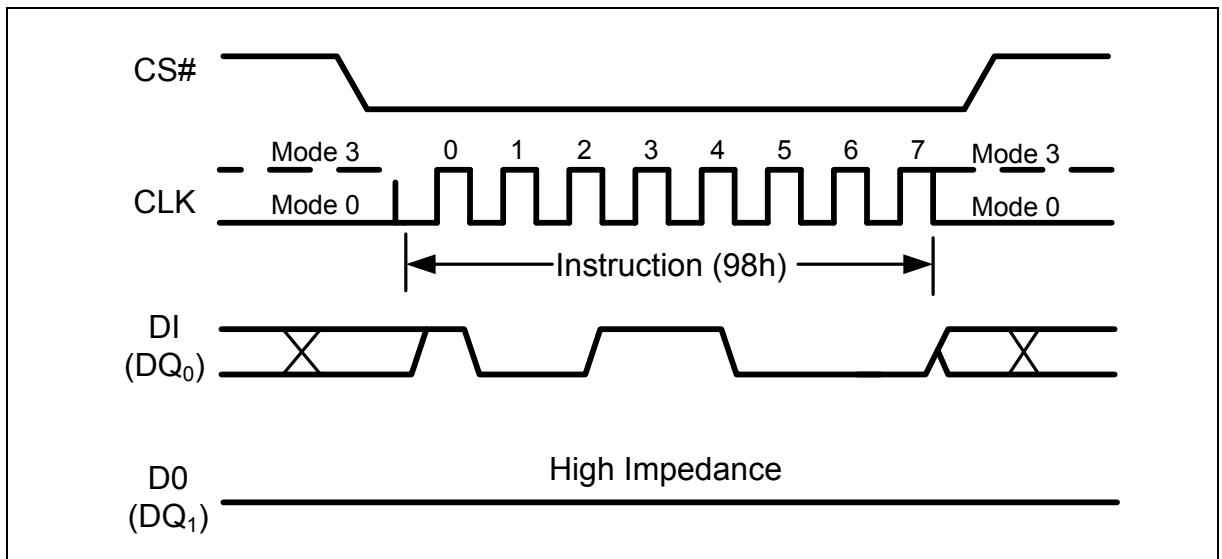 CS#
Mode 3
0 1 2 3 4 5 6 7
Mode 3
CLK
Mode 0
Mode 0
Instruction (98h)
DI
(DQ₀)
High Impedance
D0
(DQ₁)